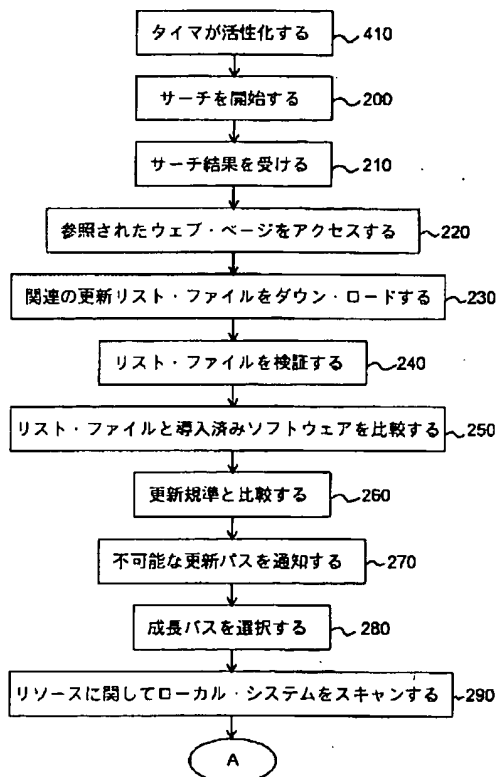 タイマが活性化する 410
サーチを開始する 200
サーチ結果を受ける 210
参照されたウェブ・ページをアクセスする 220
関連の更新リスト・ファイルをダウン・ロードする 230
リスト・ファイルを検証する 240
リスト・ファイルと導入済みソフトウェアを比較する 250
更新規準と比較する 260
不可能な更新パスを通知する 270
成長パスを選択する 280
リソースに関してローカル・システムをスキャンする 290
A